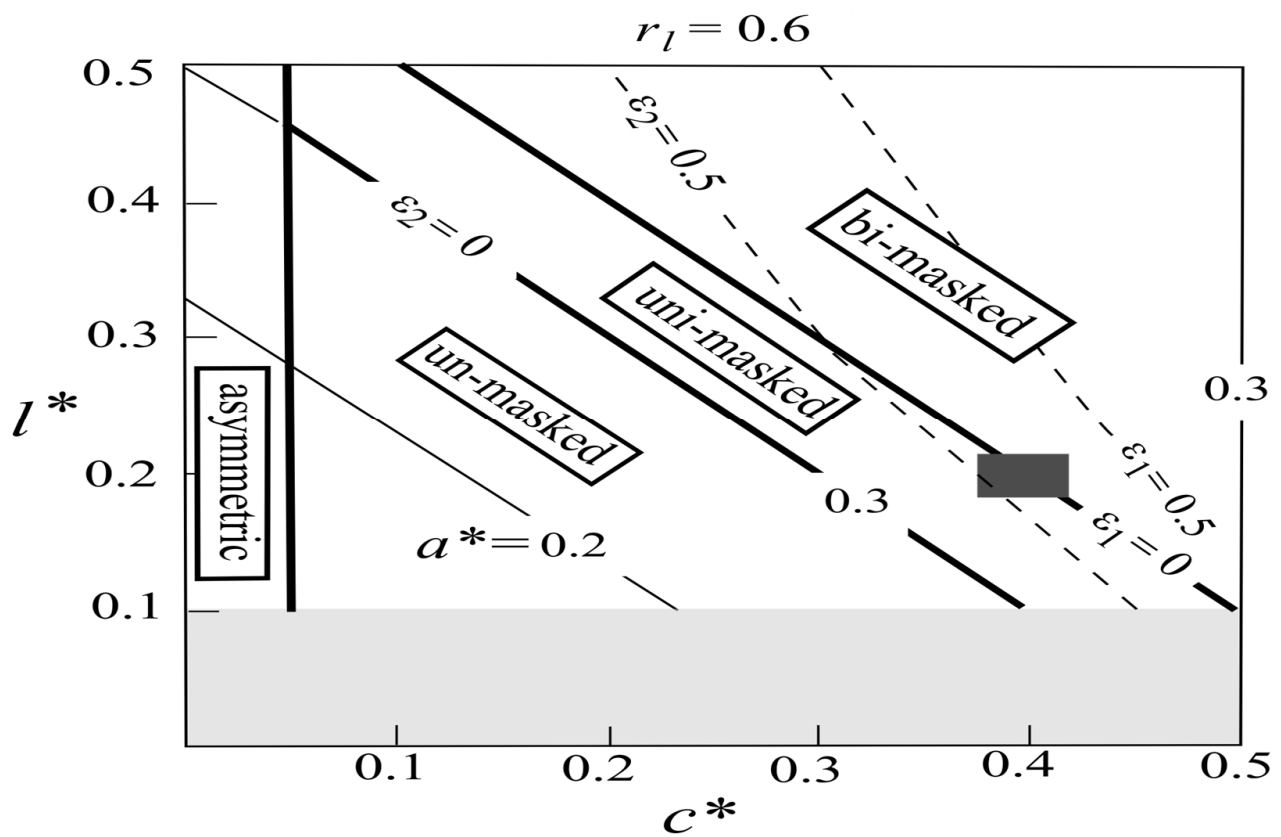 r_l = 0.6
0.5
0.4
0.3
0.2
0.1
l*
ε2=0.5
ε2=0
bi-masked
uni-masked
un-masked
asymmetric
0.3
0.3
ε1=0.5
ε1=0
a*=0.2
0.1
0.2
0.3
0.4
0.5
c*